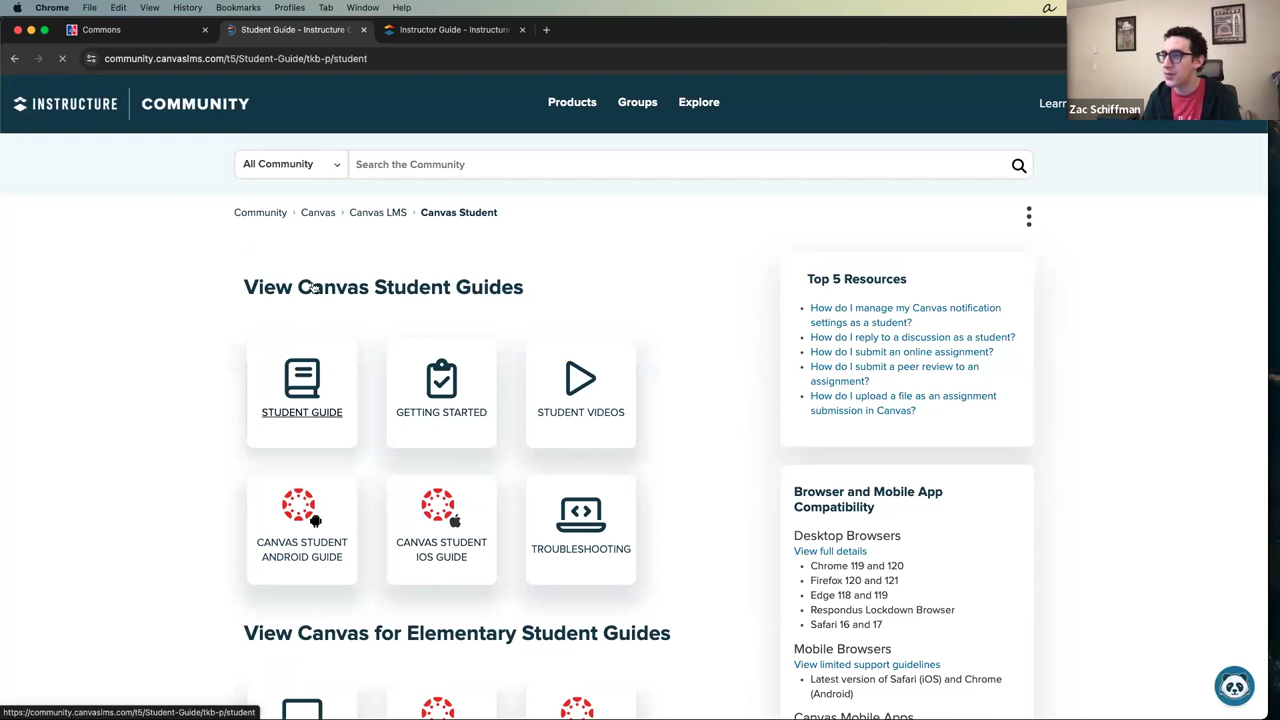 Chrome File Edit View History Bookmarks Profiles Tab Window Help
Commons
Student Guide - Instructure C
Instructor Guide - Instructure
community.canvaslms.com/t5/Student-Guide/tkb-p/student
Zac Schiffman
INSTRUCTURE COMMUNITY
Products Groups Explore
Learn
All Community
Search the Community
Community › Canvas › Canvas LMS › Canvas Student
View Canvas Student Guides
STUDENT GUIDE
GETTING STARTED
STUDENT VIDEOS
CANVAS STUDENT
ANDROID GUIDE
CANVAS STUDENT
IOS GUIDE
TROUBLESHOOTING
View Canvas for Elementary Student Guides
Top 5 Resources
• How do I manage my Canvas notification
settings as a student?
• How do I reply to a discussion as a student?
• How do I submit an online assignment?
• How do I submit a peer review to an
assignment?
• How do I upload a file as an assignment
submission in Canvas?
Browser and Mobile App
Compatibility
Desktop Browsers
View full details
• Chrome 119 and 120
• Firefox 120 and 121
• Edge 118 and 119
• Respondus Lockdown Browser
• Safari 16 and 17
Mobile Browsers
View limited support guidelines
• Latest version of Safari (iOS) and Chrome
(Android)
Canvas Mobile Apps
https://community.canvaslms.com/t5/Student-Guide/tkb-p/student